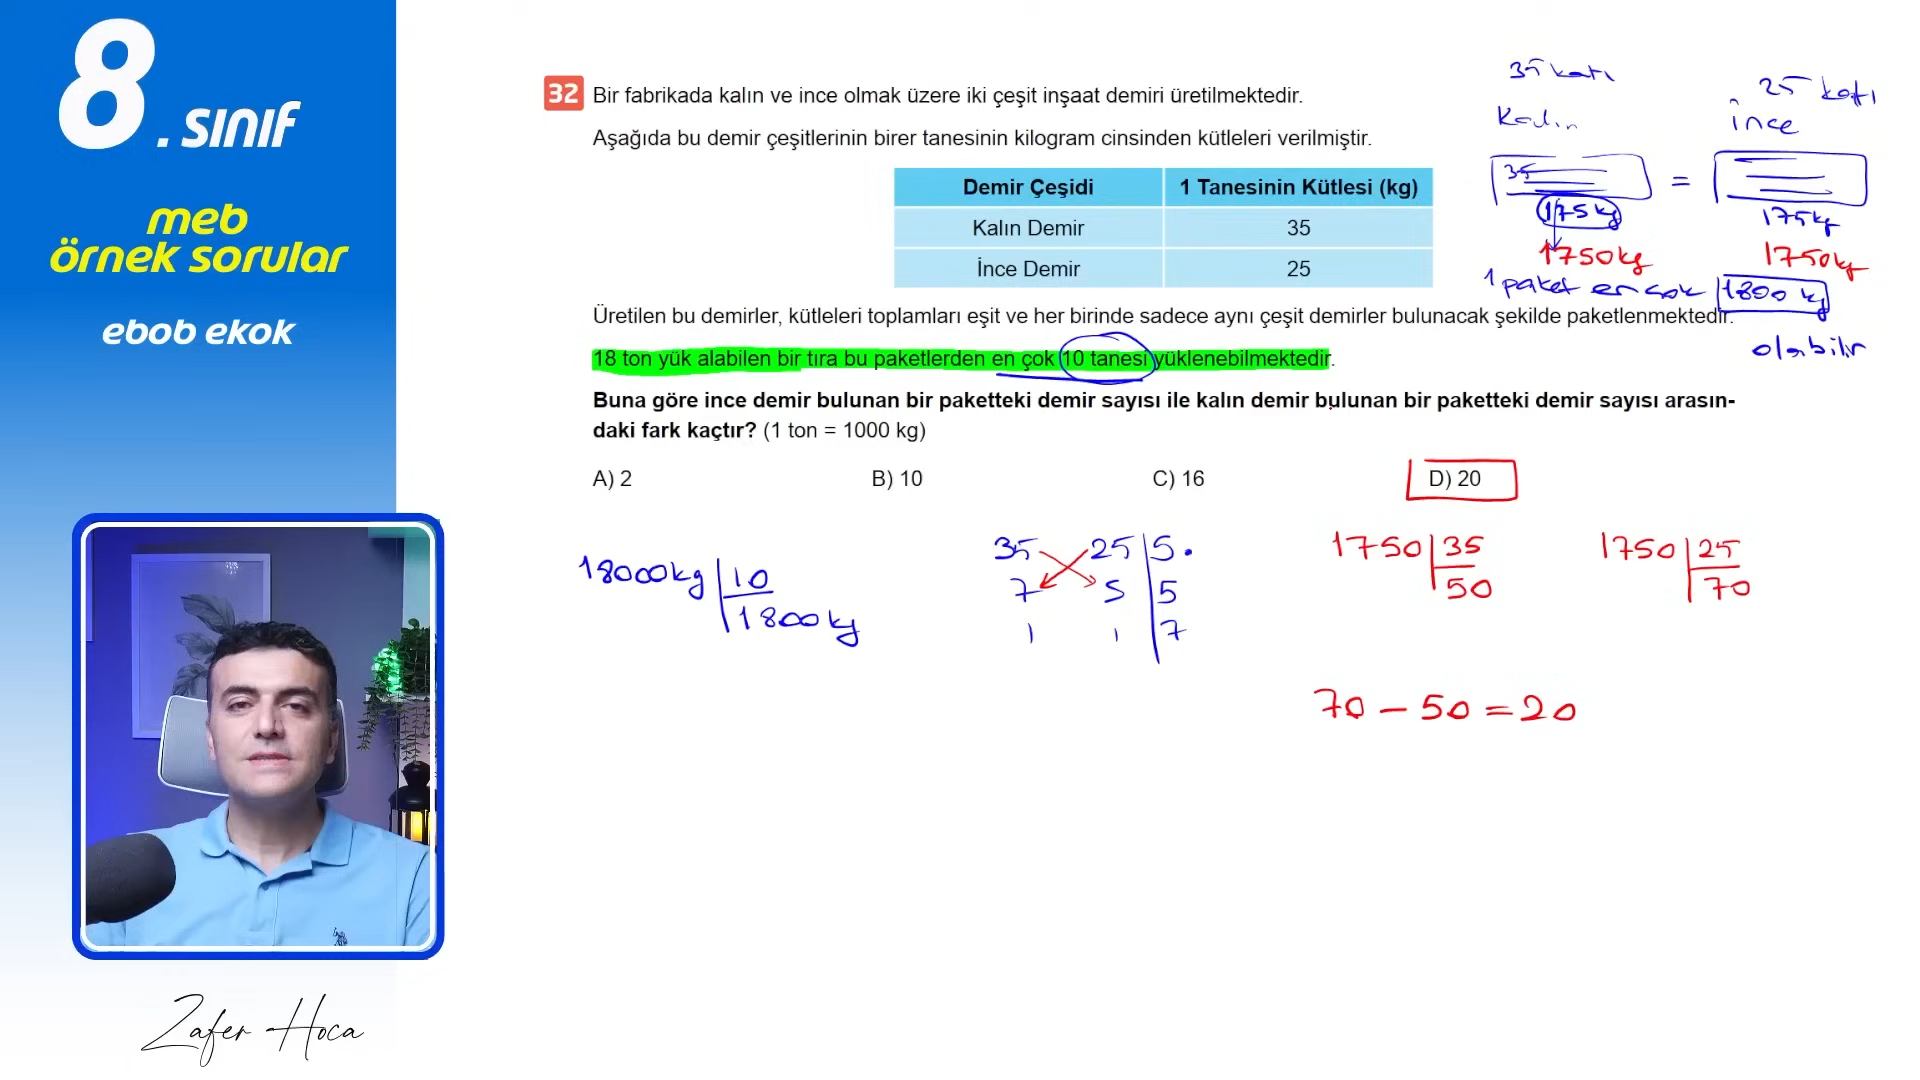 8. SINIF
meb
örnek sorular
ebob ekok
Zafer Hoca
32 Bir fabrikada kalın ve ince olmak üzere iki çeşit inşaat demiri üretilmektedir.
Aşağıda bu demir çeşitlerinin birer tanesinin kilogram cinsinden kütleleri verilmiştir.
Demir Çeşidi 1 Tanesinin Kütlesi (kg)
Kalın Demir 35
İnce Demir 25
35 katı 25 katı
Kalın ince
35 =
175 kg 175 kg
1750 kg 1750 kg
1 paket en çok 1800 kg
olabilir
Üretilen bu demirler, kütleleri toplamları eşit ve her birinde sadece aynı çeşit demirler bulunacak şekilde paketlenmektedir.
18 ton yük alabilen bir tıra bu paketlerden en çok 10 tanesi yüklenebilmektedir.
Buna göre ince demir bulunan bir paketteki demir sayısı ile kalın demir bulunan bir paketteki demir sayısı arasın-
daki fark kaçtır? (1 ton = 1000 kg)
A) 2 B) 10 C) 16 D) 20
18000 kg 10
1800 kg
35 25 5
7 5 5
1 1 7
1750 35
50
1750 25
70
70 - 50 = 20